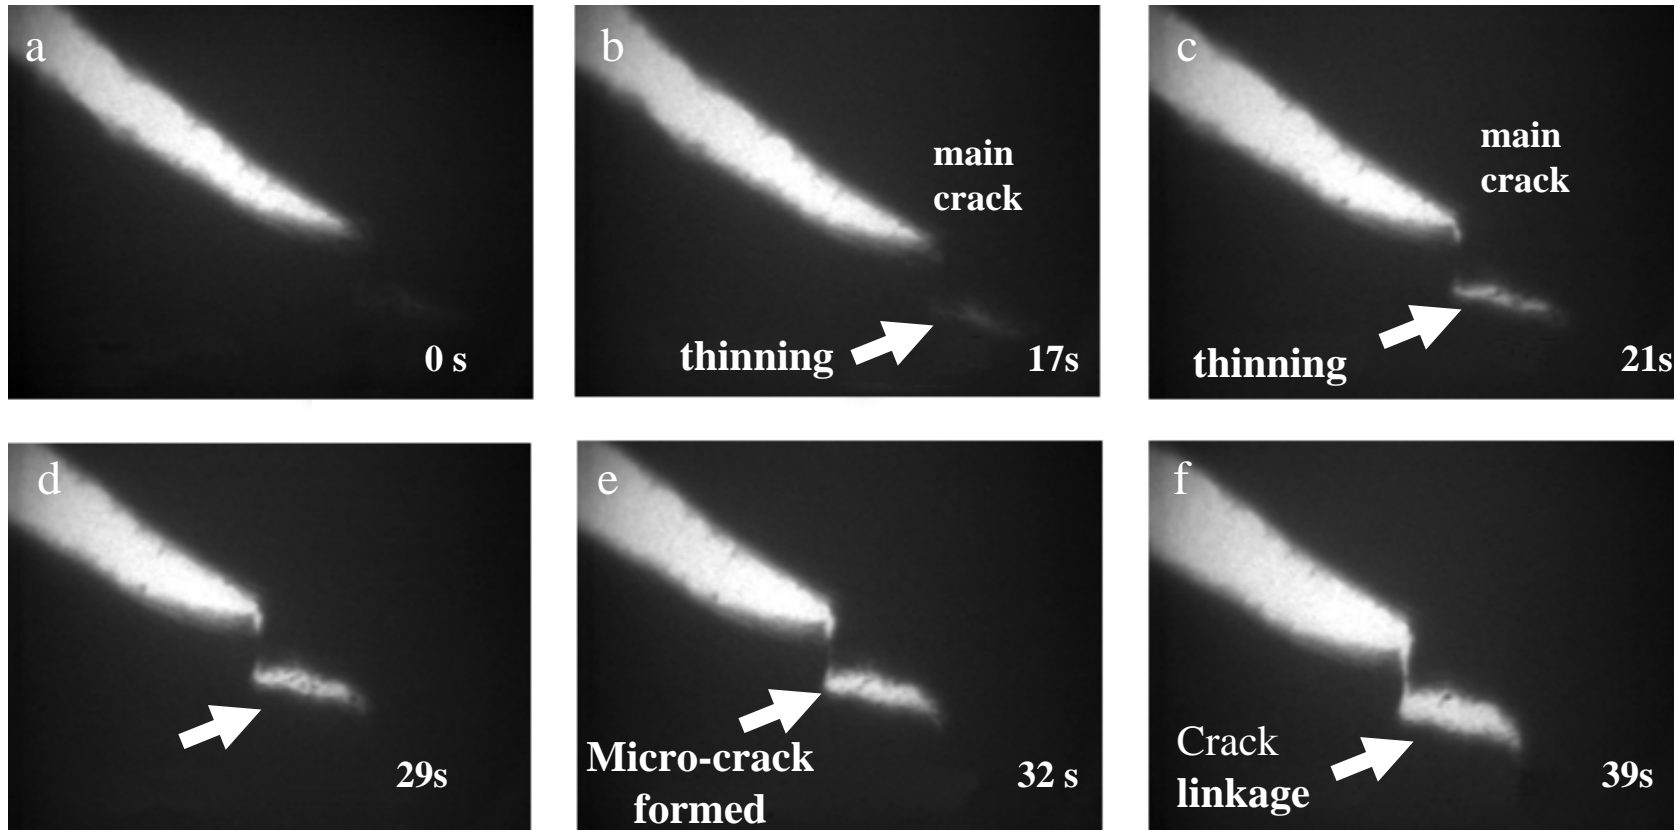 a
0 s
b
main
crack
thinning
17s
c
main
crack
thinning
21s
d
29s
e
Micro-crack
formed
32 s
f
Crack
linkage
39s